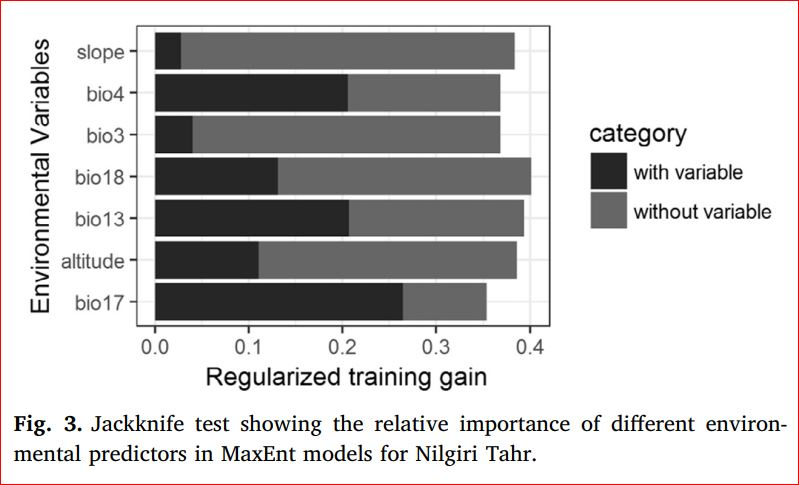 Environmental Variables
slope
bio4
bio3
bio18
bio13
altitude
bio17
0.0 0.1 0.2 0.3 0.4
Regularized training gain
category
with variable
without variable
Fig. 3. Jackknife test showing the relative importance of different environ-
mental predictors in MaxEnt models for Nilgiri Tahr.